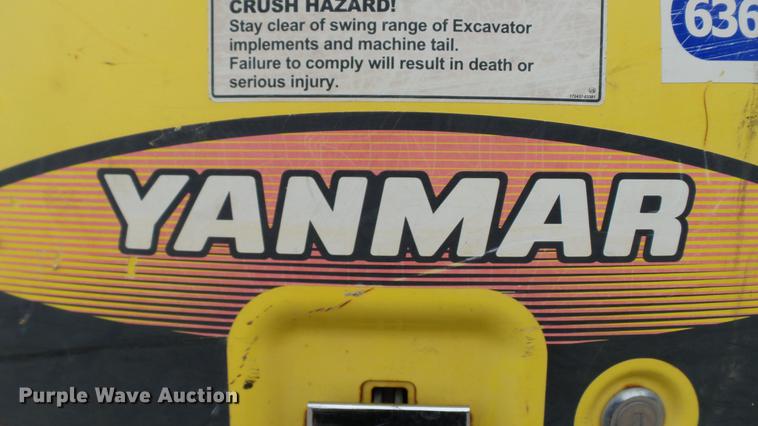 CRUSH HAZARD!
Stay clear of swing range of Excavator
implements and machine tail.
Failure to comply will result in death or
serious injury.
636
YANMAR
Purple Wave Auction